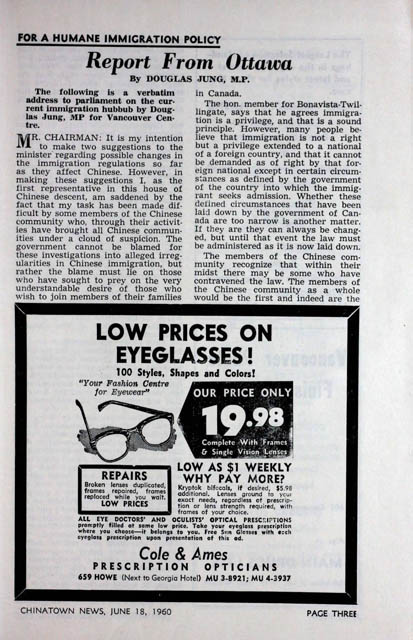 FOR A HUMANE IMMIGRATION POLICY
Report From Ottawa
By DOUGLAS JUNG, M.P.
The following is a verbatim
address to parliament on the cur-
rent immigration hubbub by Doug-
las Jung, MP for Vancouver Cen-
tre.
MR. CHAIRMAN: It is my intention
to make two suggestions to the
minister regarding possible changes in
the immigration regulations so far
as they affect Chinese. However, in
making these suggestions I, as the
first representative in this house of
Chinese descent, am saddened by the
fact that my task has been made dif-
ficult by some members of the Chinese
community who, through their activit-
ies have brought all Chinese commun-
ities under a cloud of suspicion. The
government cannot be blamed for
these investigations into alleged irreg-
ularities in Chinese immigration, but
rather the blame must lie on those
who have sought to prey on the very
understandable desire of those who
wish to join members of their families
in Canada.
The hon. member for Bonavista-Twil-
lingate, says that he agrees immigra-
tion is a privilege, and that is a sound
principle. However, many people be-
lieve that immigration is not a right
but a privilege extended to a national
of a foreign country, and that it cannot
be demanded as of right by that for-
eign national except in certain circum-
stances as defined by the government
of the country into which the immig-
rant seeks admission. Whether these
defined circumstances that have been
laid down by the government of Can-
ada are too narrow is another matter.
If they are they can always be chang-
ed, but until that event the law must
be administered as it is now laid down.
The members of the Chinese com-
munity recognize that within their
midst there may be some who have
contravened the law. The members of
the Chinese community as a whole
would be the first and indeed are the
LOW PRICES ON
EYEGLASSES!
100 Styles, Shapes and Colors!
"Your Fashion Centre
for Eyewear"
OUR PRICE ONLY
19.98
Complete With Frames
& Single Vision Lenses
REPAIRS
Broken lenses duplicated,
frames repaired, frames
replaced while you wait.
LOW PRICES
LOW AS $1 WEEKLY
WHY PAY MORE?
Kryptok bifocals, if desired, $5.98
additional. Lenses ground to your
exact needs, regardless of prescrip-
tion or lens strength required, with
frames of your choice.
ALL EYE DOCTORS' AND OCULISTS' OPTICAL PRESCRIPTIONS
promptly filled at same low price. Take your eyeglass prescription
where you choose—it belongs to you. Free Sun Glasses with each
eyeglass prescription upon presentation of this ad.
Cole & Ames
PRESCRIPTION OPTICIANS
659 HOWE (Next to Georgia Hotel) MU 3-8921; MU 4-3937
CHINATOWN NEWS, JUNE 18, 1960
PAGE THREE